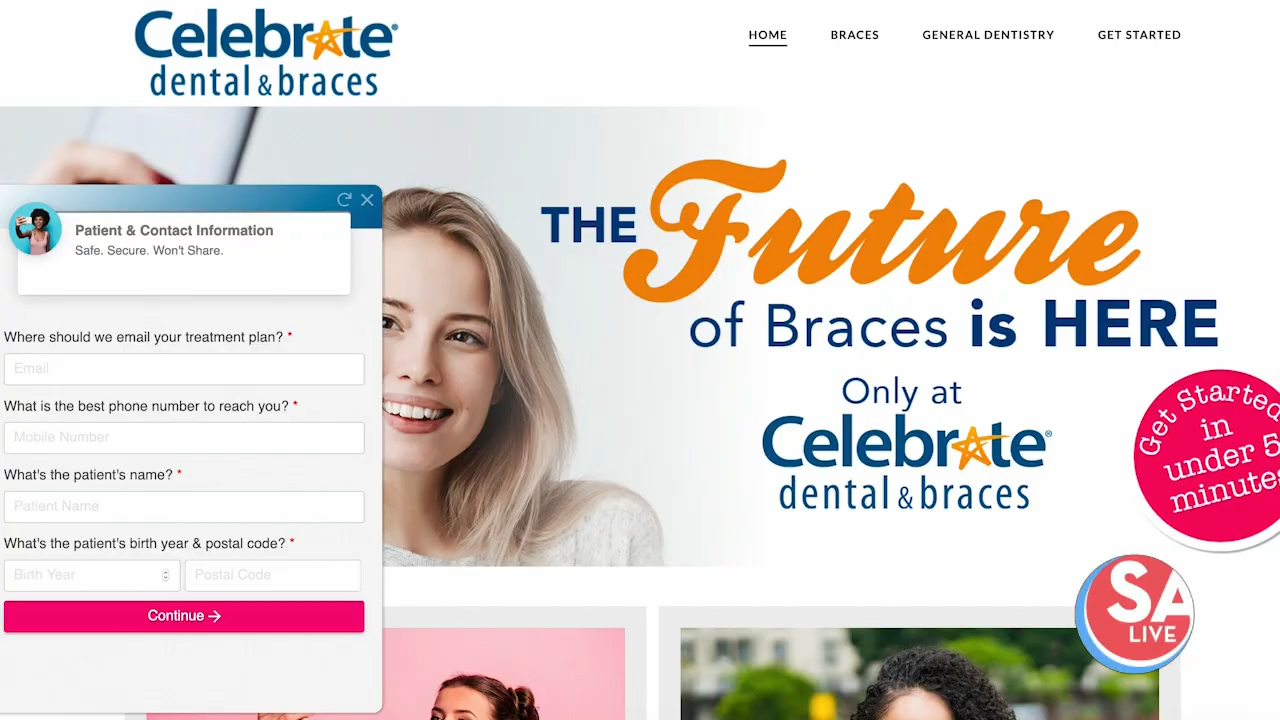 Celebrate®
dental & braces
HOME
BRACES
GENERAL DENTISTRY
GET STARTED
THE Future
of Braces is HERE
Only at
Celebrate®
dental & braces
Get Started
in
under 5
minutes
Patient & Contact Information
Safe. Secure. Won't Share.
Where should we email your treatment plan? *
Email
What is the best phone number to reach you? *
Mobile Number
What's the patient's name? *
Patient Name
What's the patient's birth year & postal code? *
Birth Year
Postal Code
Continue →
SA
LIVE